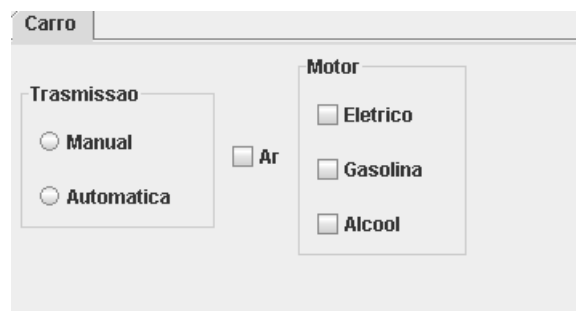 Carro
Trasmissao
Manual
Automatica
Ar
Motor
Eletrico
Gasolina
Alcool